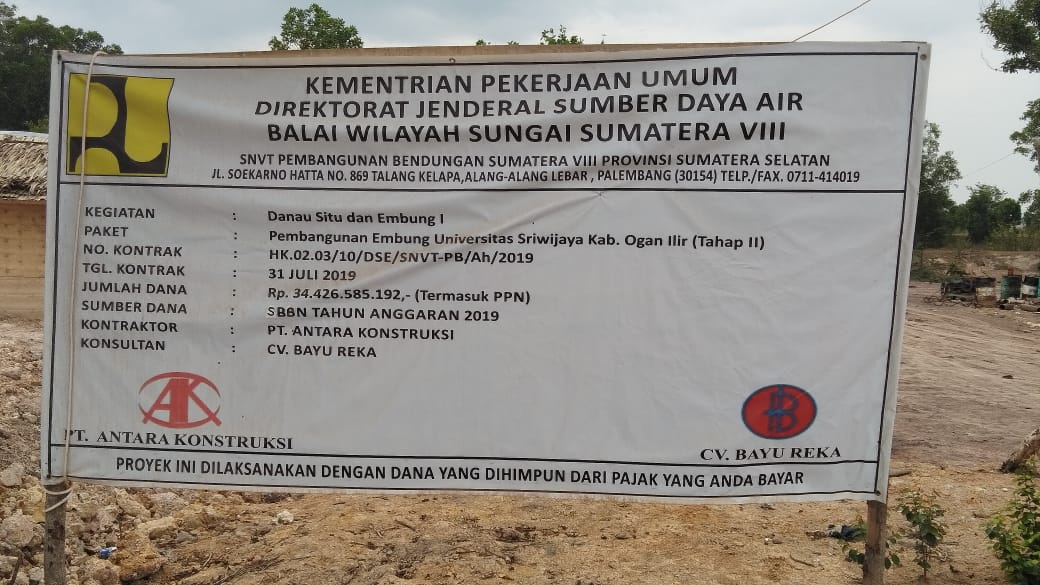 KEMENTRIAN PEKERJAAN UMUM
DIREKTORAT JENDERAL SUMBER DAYA AIR
BALAI WILAYAH SUNGAI SUMATERA VIII
SNVT PEMBANGUNAN BENDUNGAN SUMATERA VIII PROVINSI SUMATERA SELATAN
JL. SOEKARNO HATTA NO. 869 TALANG KELAPA,ALANG-ALANG LEBAR , PALEMBANG (30154) TELP./FAX. 0711-414019
KEGIATAN : Danau Situ dan Embung I
PAKET : Pembangunan Embung Universitas Sriwijaya Kab. Ogan Ilir (Tahap II)
NO. KONTRAK : HK.02.03/10/DSE/SNVT-PB/Ah/2019
TGL. KONTRAK : 31 JULI 2019
JUMLAH DANA : Rp. 34.426.585.192,- (Termasuk PPN)
SUMBER DANA : SBBN TAHUN ANGGARAN 2019
KONTRAKTOR : PT. ANTARA KONSTRUKSI
KONSULTAN : CV. BAYU REKA
AK
PT. ANTARA KONSTRUKSI
CV. BAYU REKA
PROYEK INI DILAKSANAKAN DENGAN DANA YANG DIHIMPUN DARI PAJAK YANG ANDA BAYAR